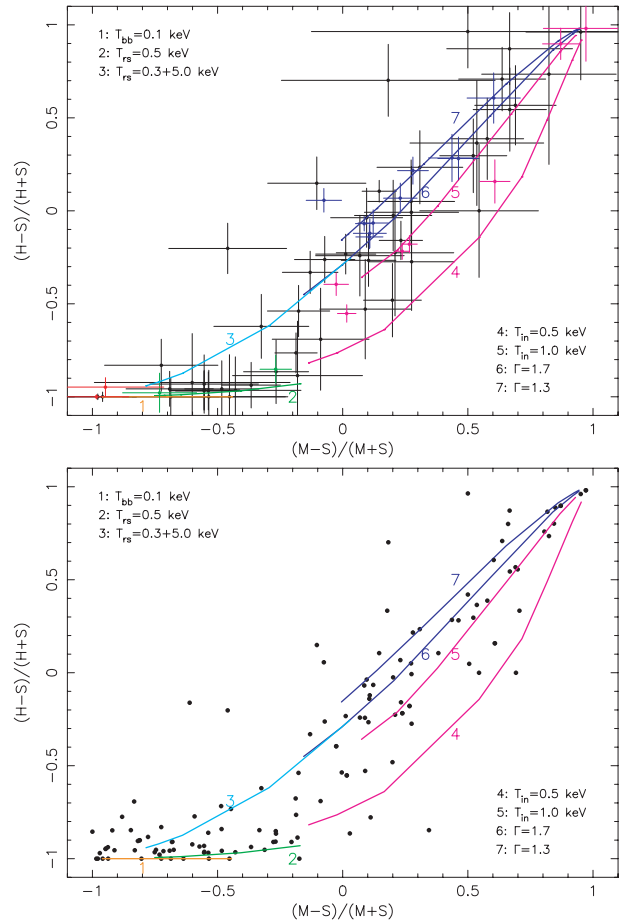 1: T_bb=0.1 keV
2: T_rs=0.5 keV
3: T_rs=0.3+5.0 keV
1
0.5
0
−0.5
−1
(H−S)/(H+S)
7
6
5
4
3
2
1
4: T_in=0.5 keV
5: T_in=1.0 keV
6: Γ=1.7
7: Γ=1.3
−1 −0.5 0 0.5 1
(M−S)/(M+S)
1: T_bb=0.1 keV
2: T_rs=0.5 keV
3: T_rs=0.3+5.0 keV
1
0.5
0
−0.5
−1
(H−S)/(H+S)
7
6
5
4
3
2
1
4: T_in=0.5 keV
5: T_in=1.0 keV
6: Γ=1.7
7: Γ=1.3
−1 −0.5 0 0.5 1
(M−S)/(M+S)